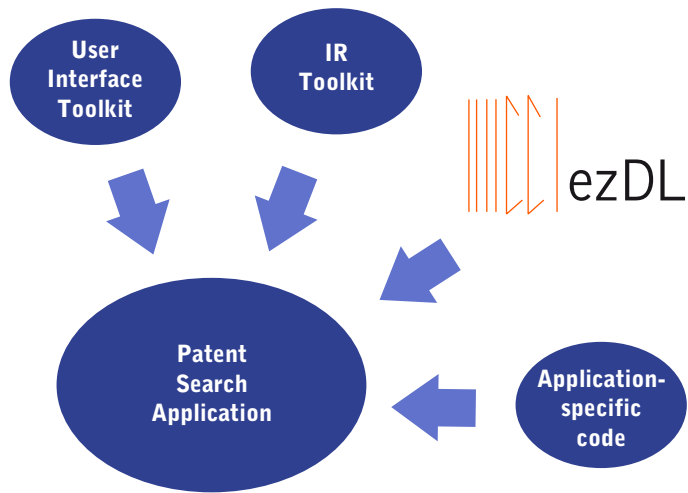 User
Interface
Toolkit
IR
Toolkit
ezDL
Patent
Search
Application
Application-
specific
code